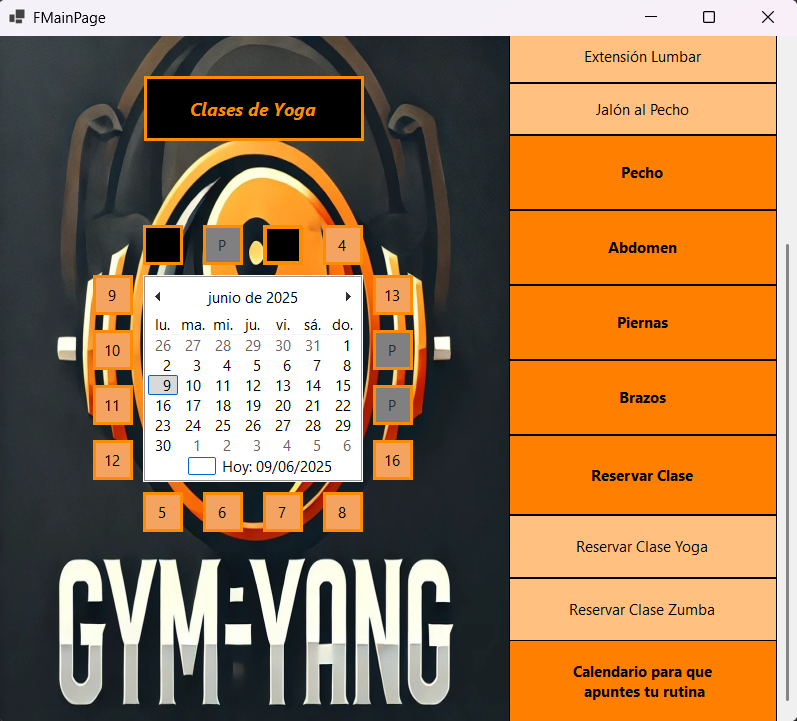 FMainPage
Clases de Yoga
P
4
9
10
11
12
13
P
P
16
junio de 2025
lu. ma. mi. ju. vi. sá. do.
26 27 28 29 30 31 1
2 3 4 5 6 7 8
9 10 11 12 13 14 15
16 17 18 19 20 21 22
23 24 25 26 27 28 29
30 1 2 3 4 5 6
Hoy: 09/06/2025
5 6 7 8
GYM:YANG
Extensión Lumbar
Jalón al Pecho
Pecho
Abdomen
Piernas
Brazos
Reservar Clase
Reservar Clase Yoga
Reservar Clase Zumba
Calendario para que
apuntes tu rutina